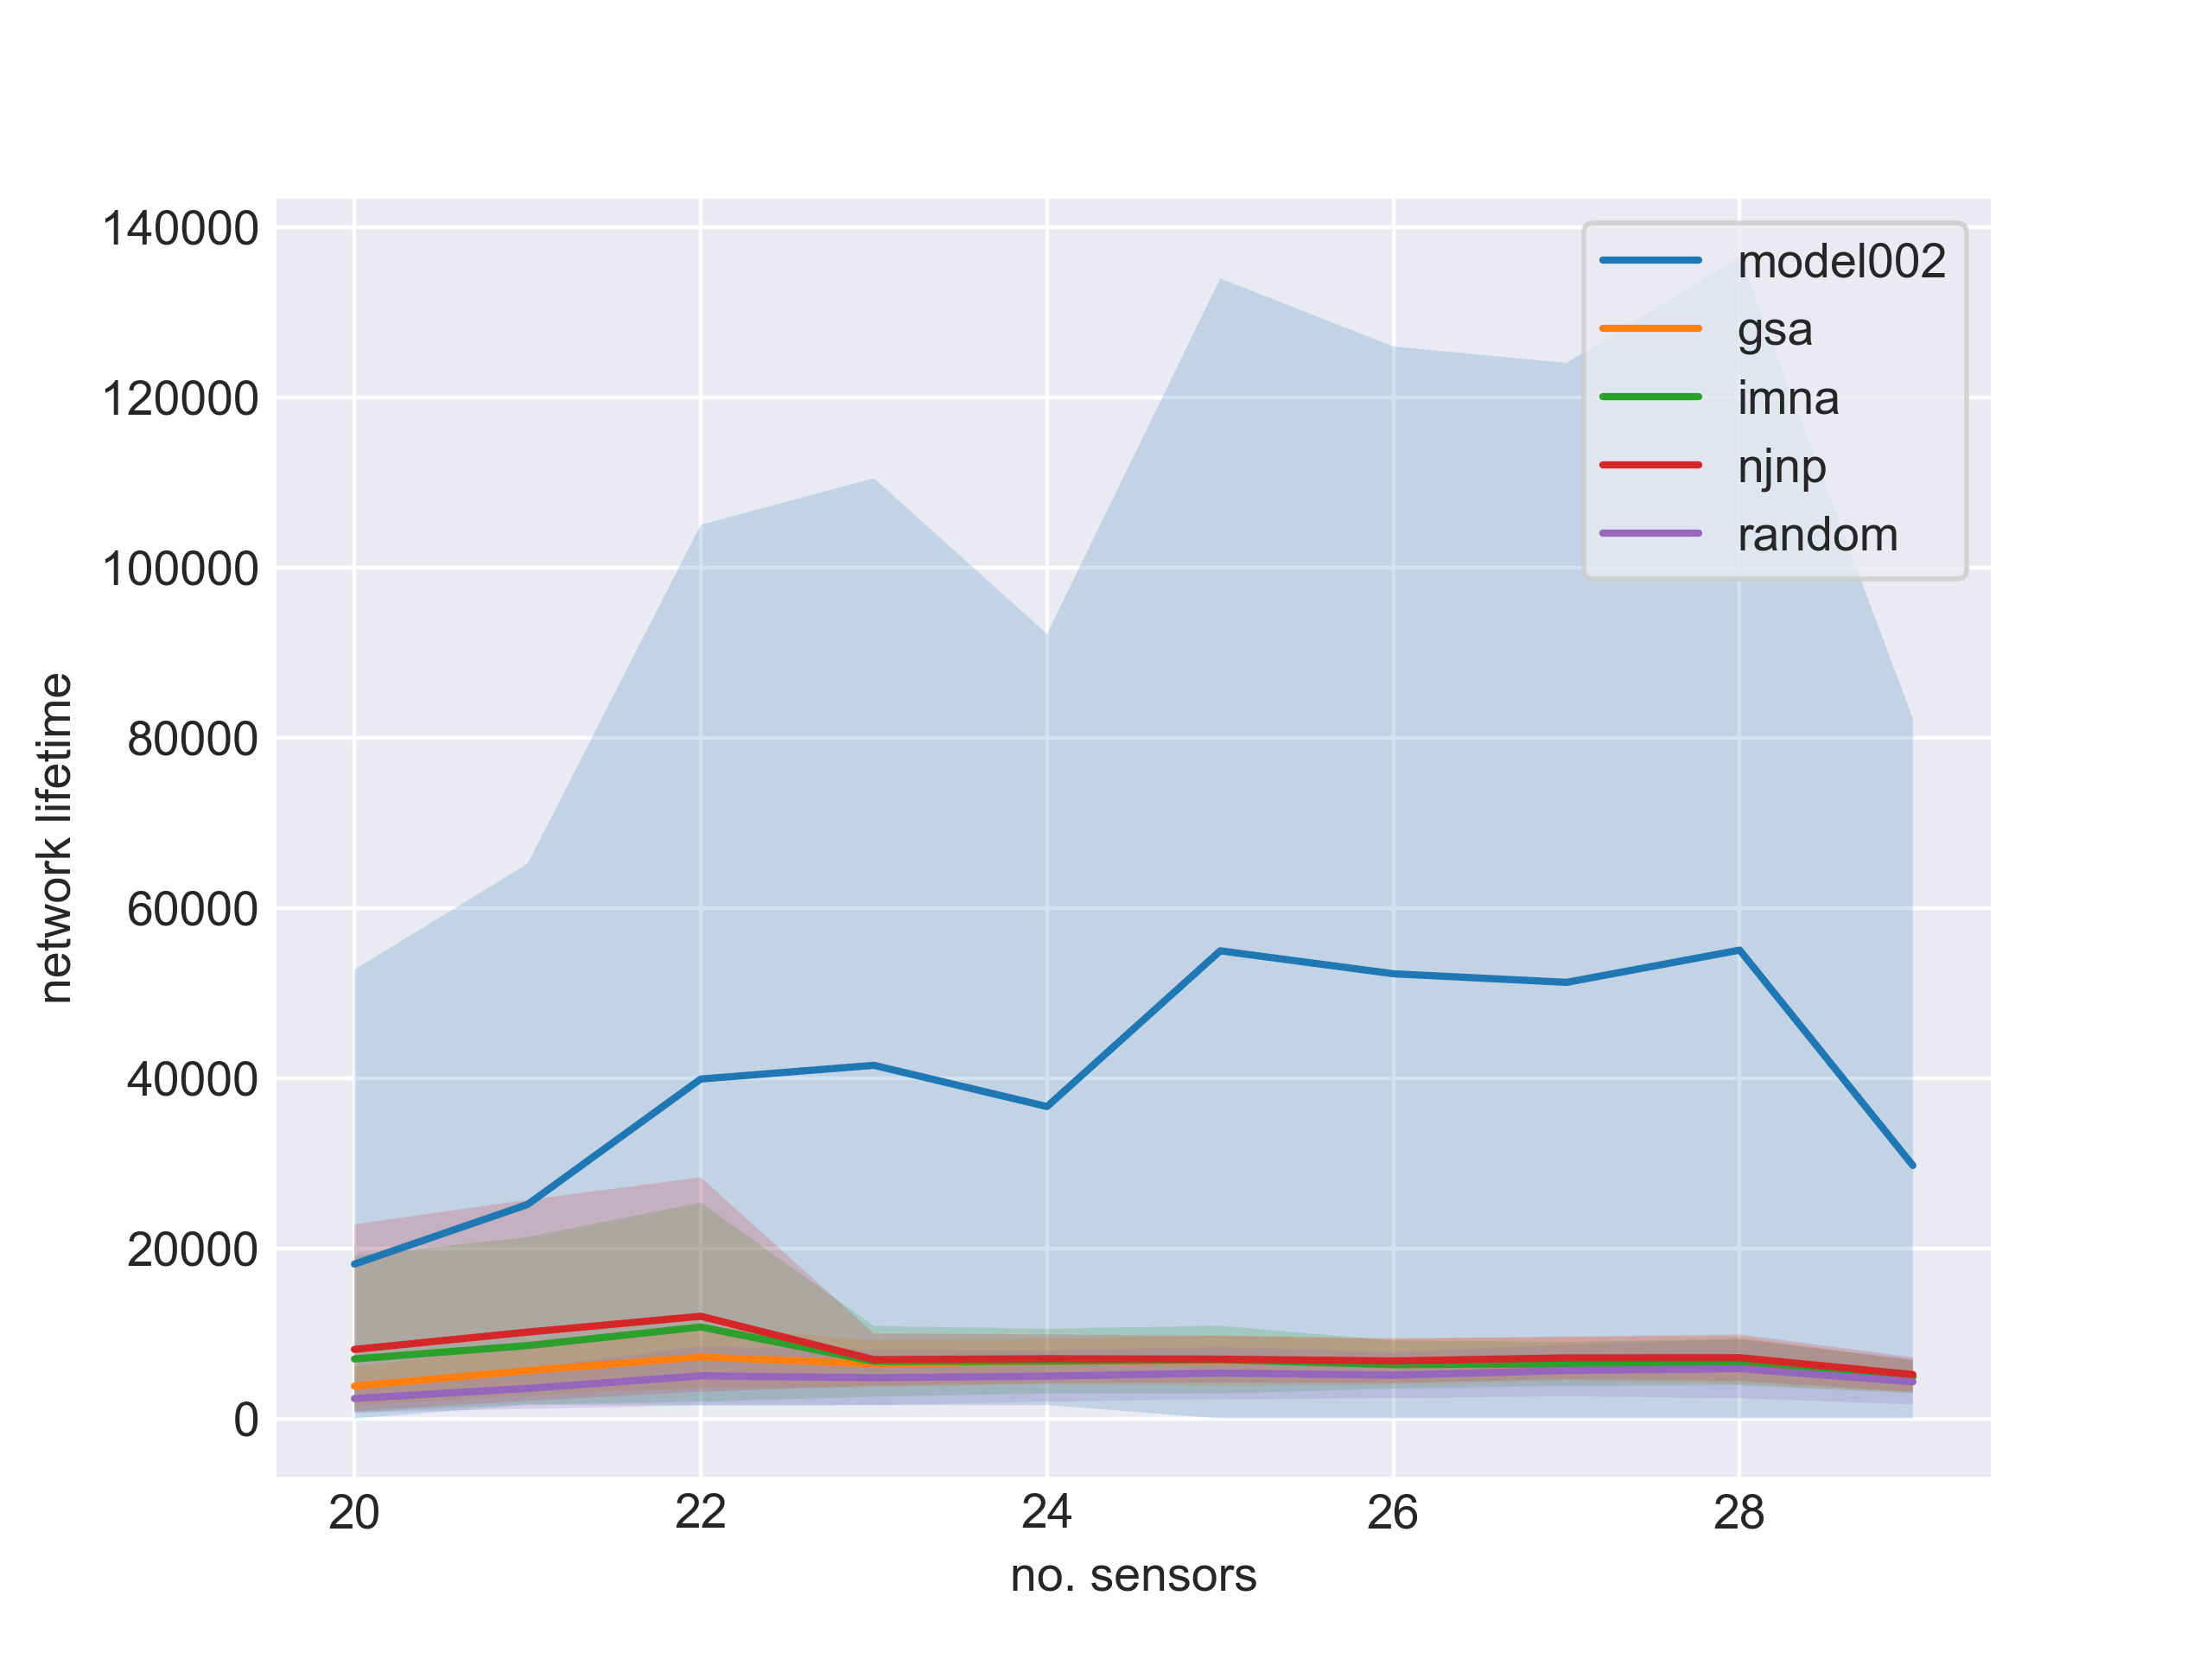 140000
120000
100000
80000
60000
40000
20000
0
network lifetime
model002
gsa
imna
njnp
random
20 22 24 26 28
no. sensors